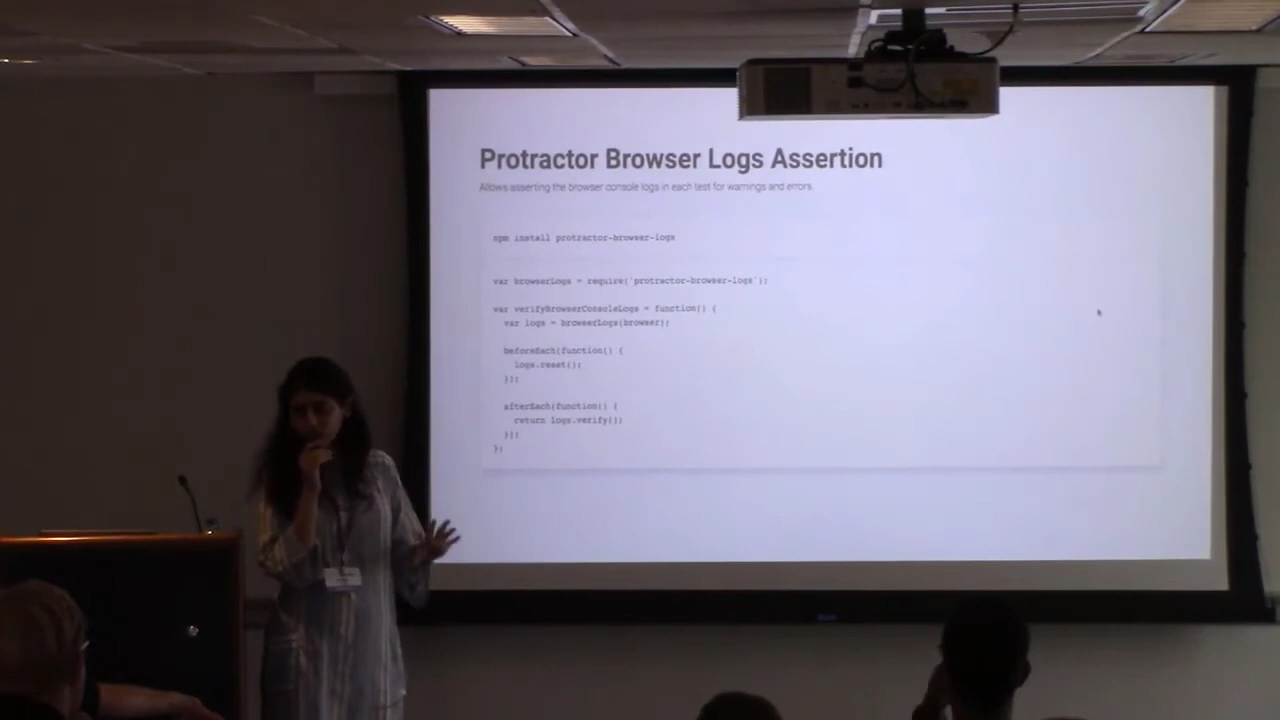 Protractor Browser Logs Assertion
Allows asserting the browser console logs in each test for warnings and errors.
npm install protractor-browser-logs
var browserLogs = require('protractor-browser-logs');
var verifyBrowserConsoleLogs = function() {
var logs = browserLogs(browser);
beforeEach(function() {
logs.reset();
});
afterEach(function() {
return logs.verify();
});
};